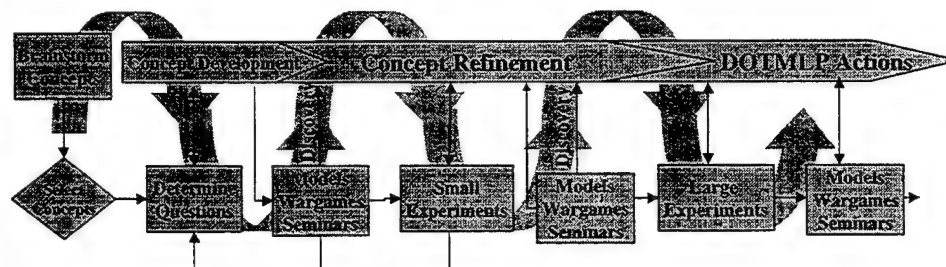 Brainstorm
Concepts
Concept Development
Concept Refinement
DOTMLP Actions
Discovery
Discovery
Select
Concepts
Determine
Questions
Models
Wargames
Seminars
Small
Experiments
Models
Wargames
Seminars
Large
Experiments
Models
Wargames
Seminars